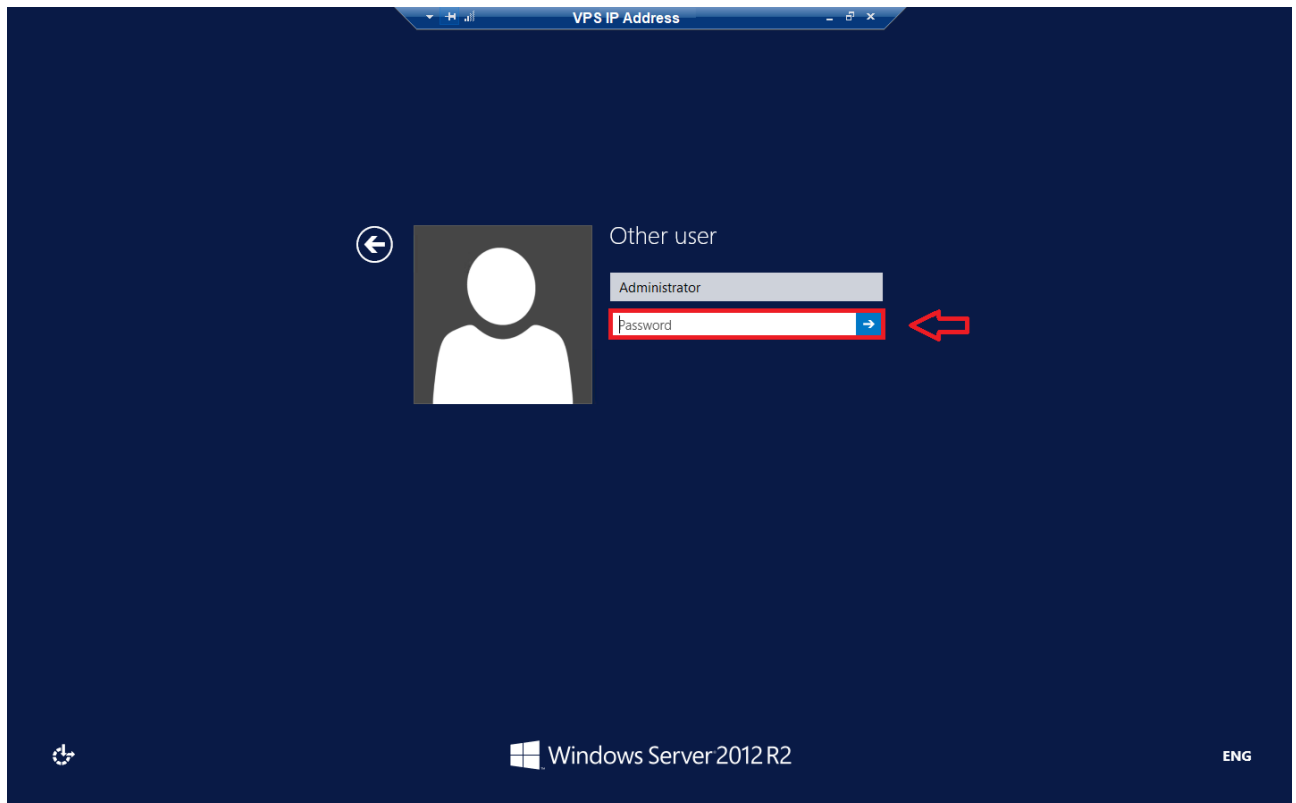 VPS IP Address
Other user
Administrator
Password
Windows Server 2012 R2
ENG